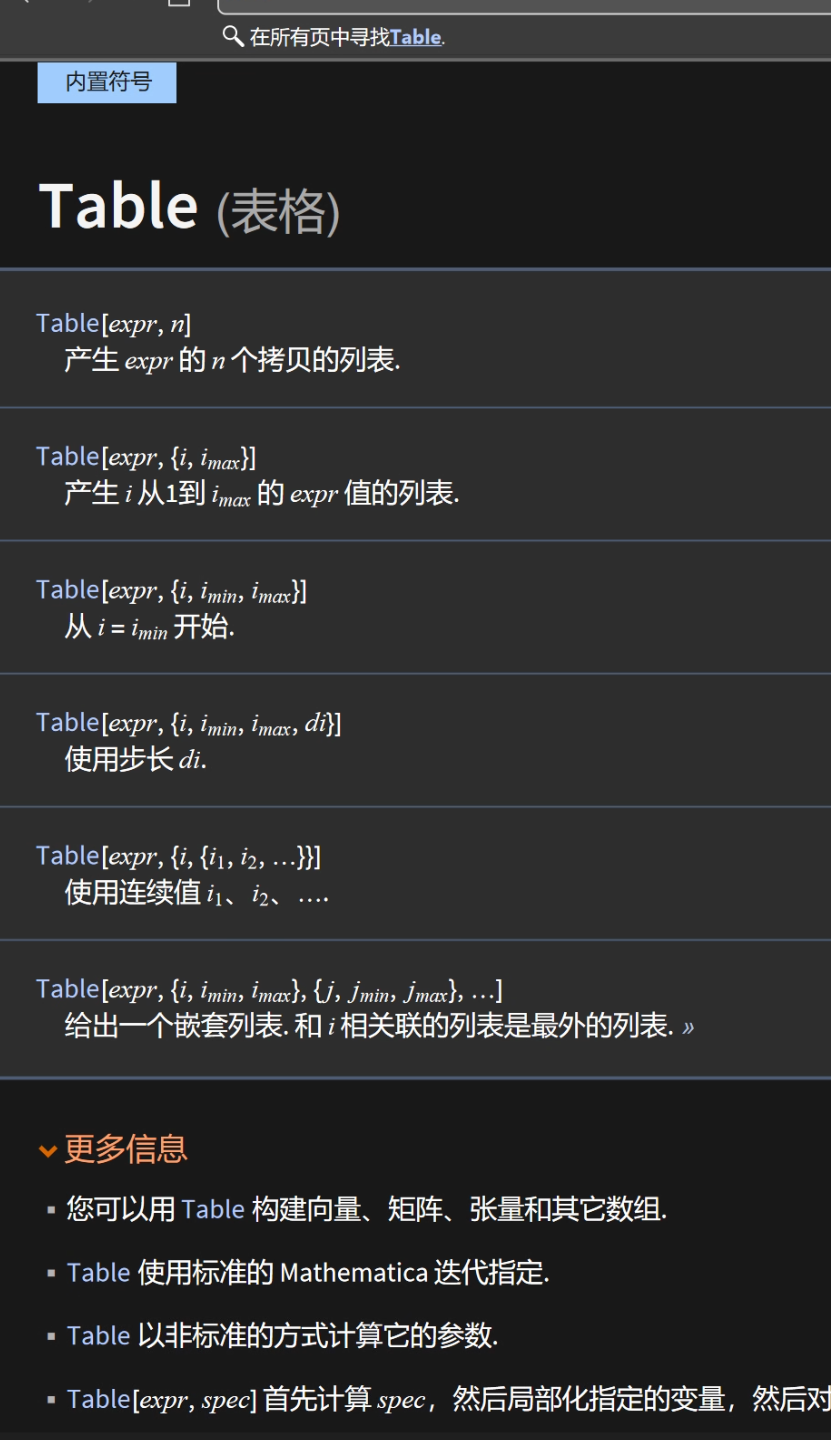 在所有页中寻找Table.
内置符号
Table (表格)
Table[expr, n]
产生 expr 的 n 个拷贝的列表.
Table[expr, {i, imax}]
产生 i 从1到 imax 的 expr 值的列表.
Table[expr, {i, imin, imax}]
从 i = imin 开始.
Table[expr, {i, imin, imax, di}]
使用步长 di.
Table[expr, {i, {i1, i2, …}}]
使用连续值 i1、i2、….
Table[expr, {i, imin, imax}, {j, jmin, jmax}, …]
给出一个嵌套列表. 和 i 相关联的列表是最外的列表. »
更多信息
▪ 您可以用 Table 构建向量、矩阵、张量和其它数组.
▪ Table 使用标准的 Mathematica 迭代指定.
▪ Table 以非标准的方式计算它的参数.
▪ Table[expr, spec] 首先计算 spec，然后局部化指定的变量，然后对